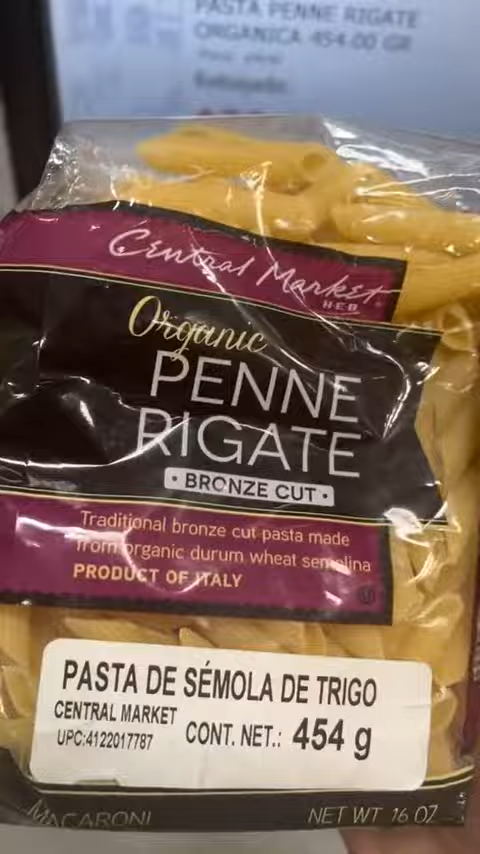 PASTA PENNE RIGATE
ORGANICA 454.00 GR
Central Market
H-E-B
Organic
PENNE
RIGATE
• BRONZE CUT •
Traditional bronze cut pasta made
from organic durum wheat semolina
PRODUCT OF ITALY
PASTA DE SÉMOLA DE TRIGO
CENTRAL MARKET
UPC:4122017787
CONT. NET.: 454 g
MACARONI
NET WT 16 OZ